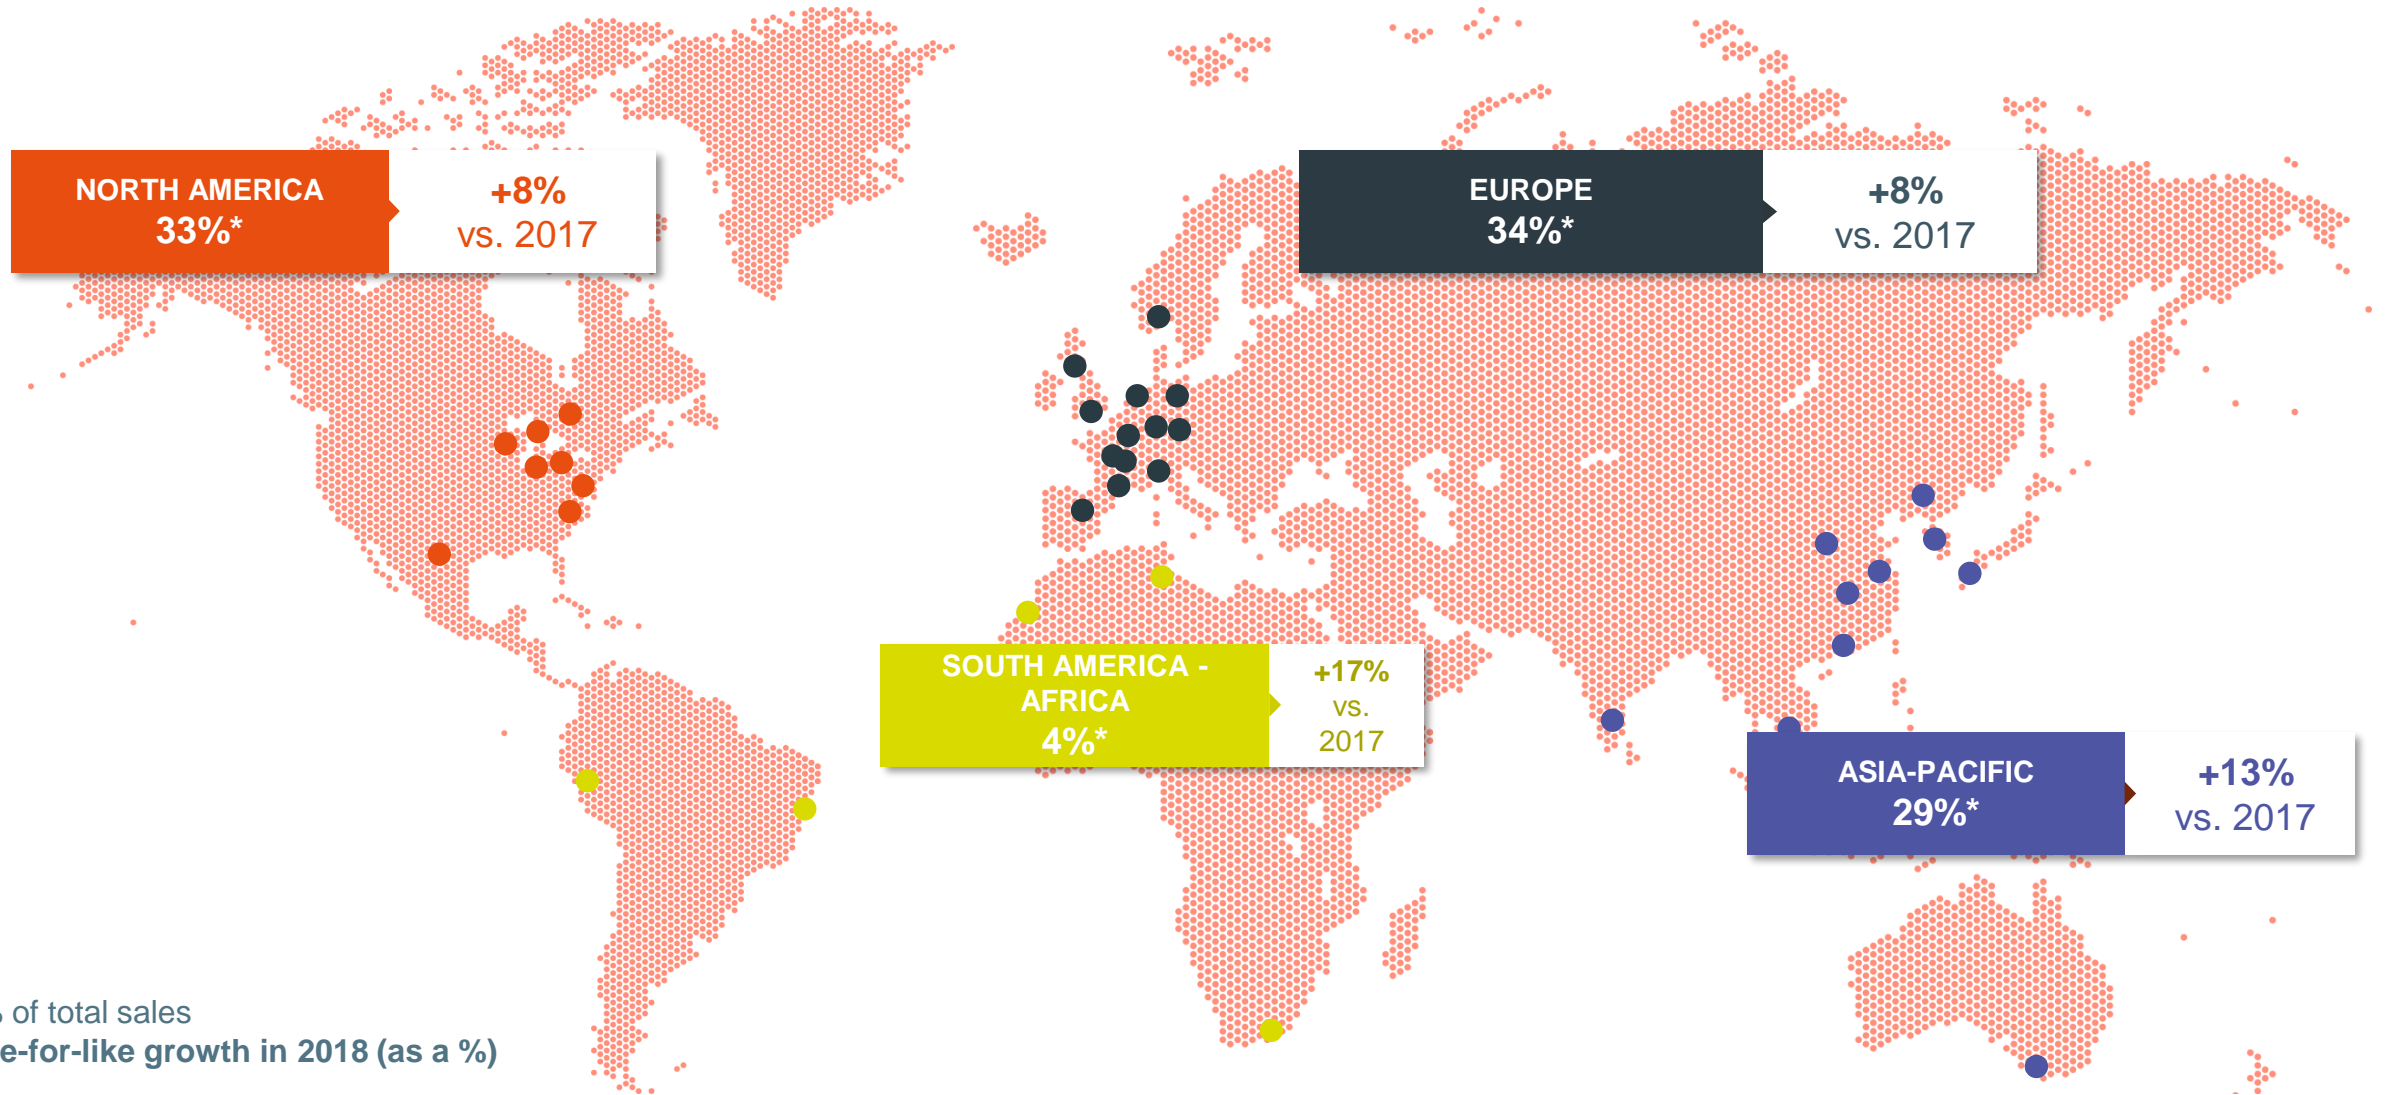 NORTH AMERICA
33%*
+8%
vs. 2017
EUROPE
34%*
+8%
vs. 2017
SOUTH AMERICA -
AFRICA
4%*
+17%
vs.
2017
ASIA-PACIFIC
29%*
+13%
vs. 2017
of total sales
e-for-like growth in 2018 (as a %)